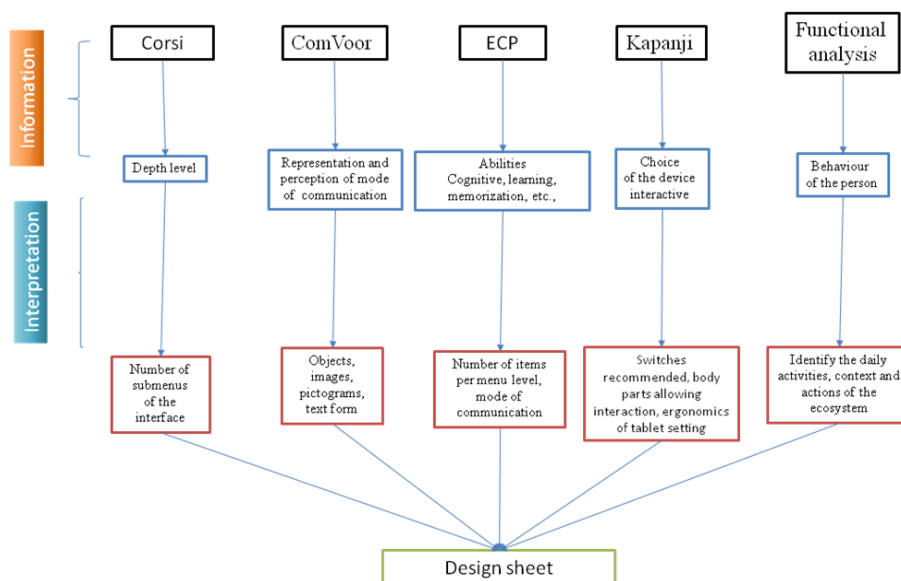 Information
Corsi
ComVoor
ECP
Kapanji
Functional
analysis
Depth level
Representation and
perception of mode
of communication
Abilities
Cognitive, learning,
memorization, etc.,
Choice
of the device
interactive
Behaviour
of the person
Interpretation
Number of
submenus
of the
interface
Objects,
images,
pictograms,
text form
Number of items
per menu level,
mode of
communication
Switches
recommended, body
parts allowing
interaction, ergonomics
of tablet setting
Identify the daily
activities, context and
actions of the
ecosystem
Design sheet